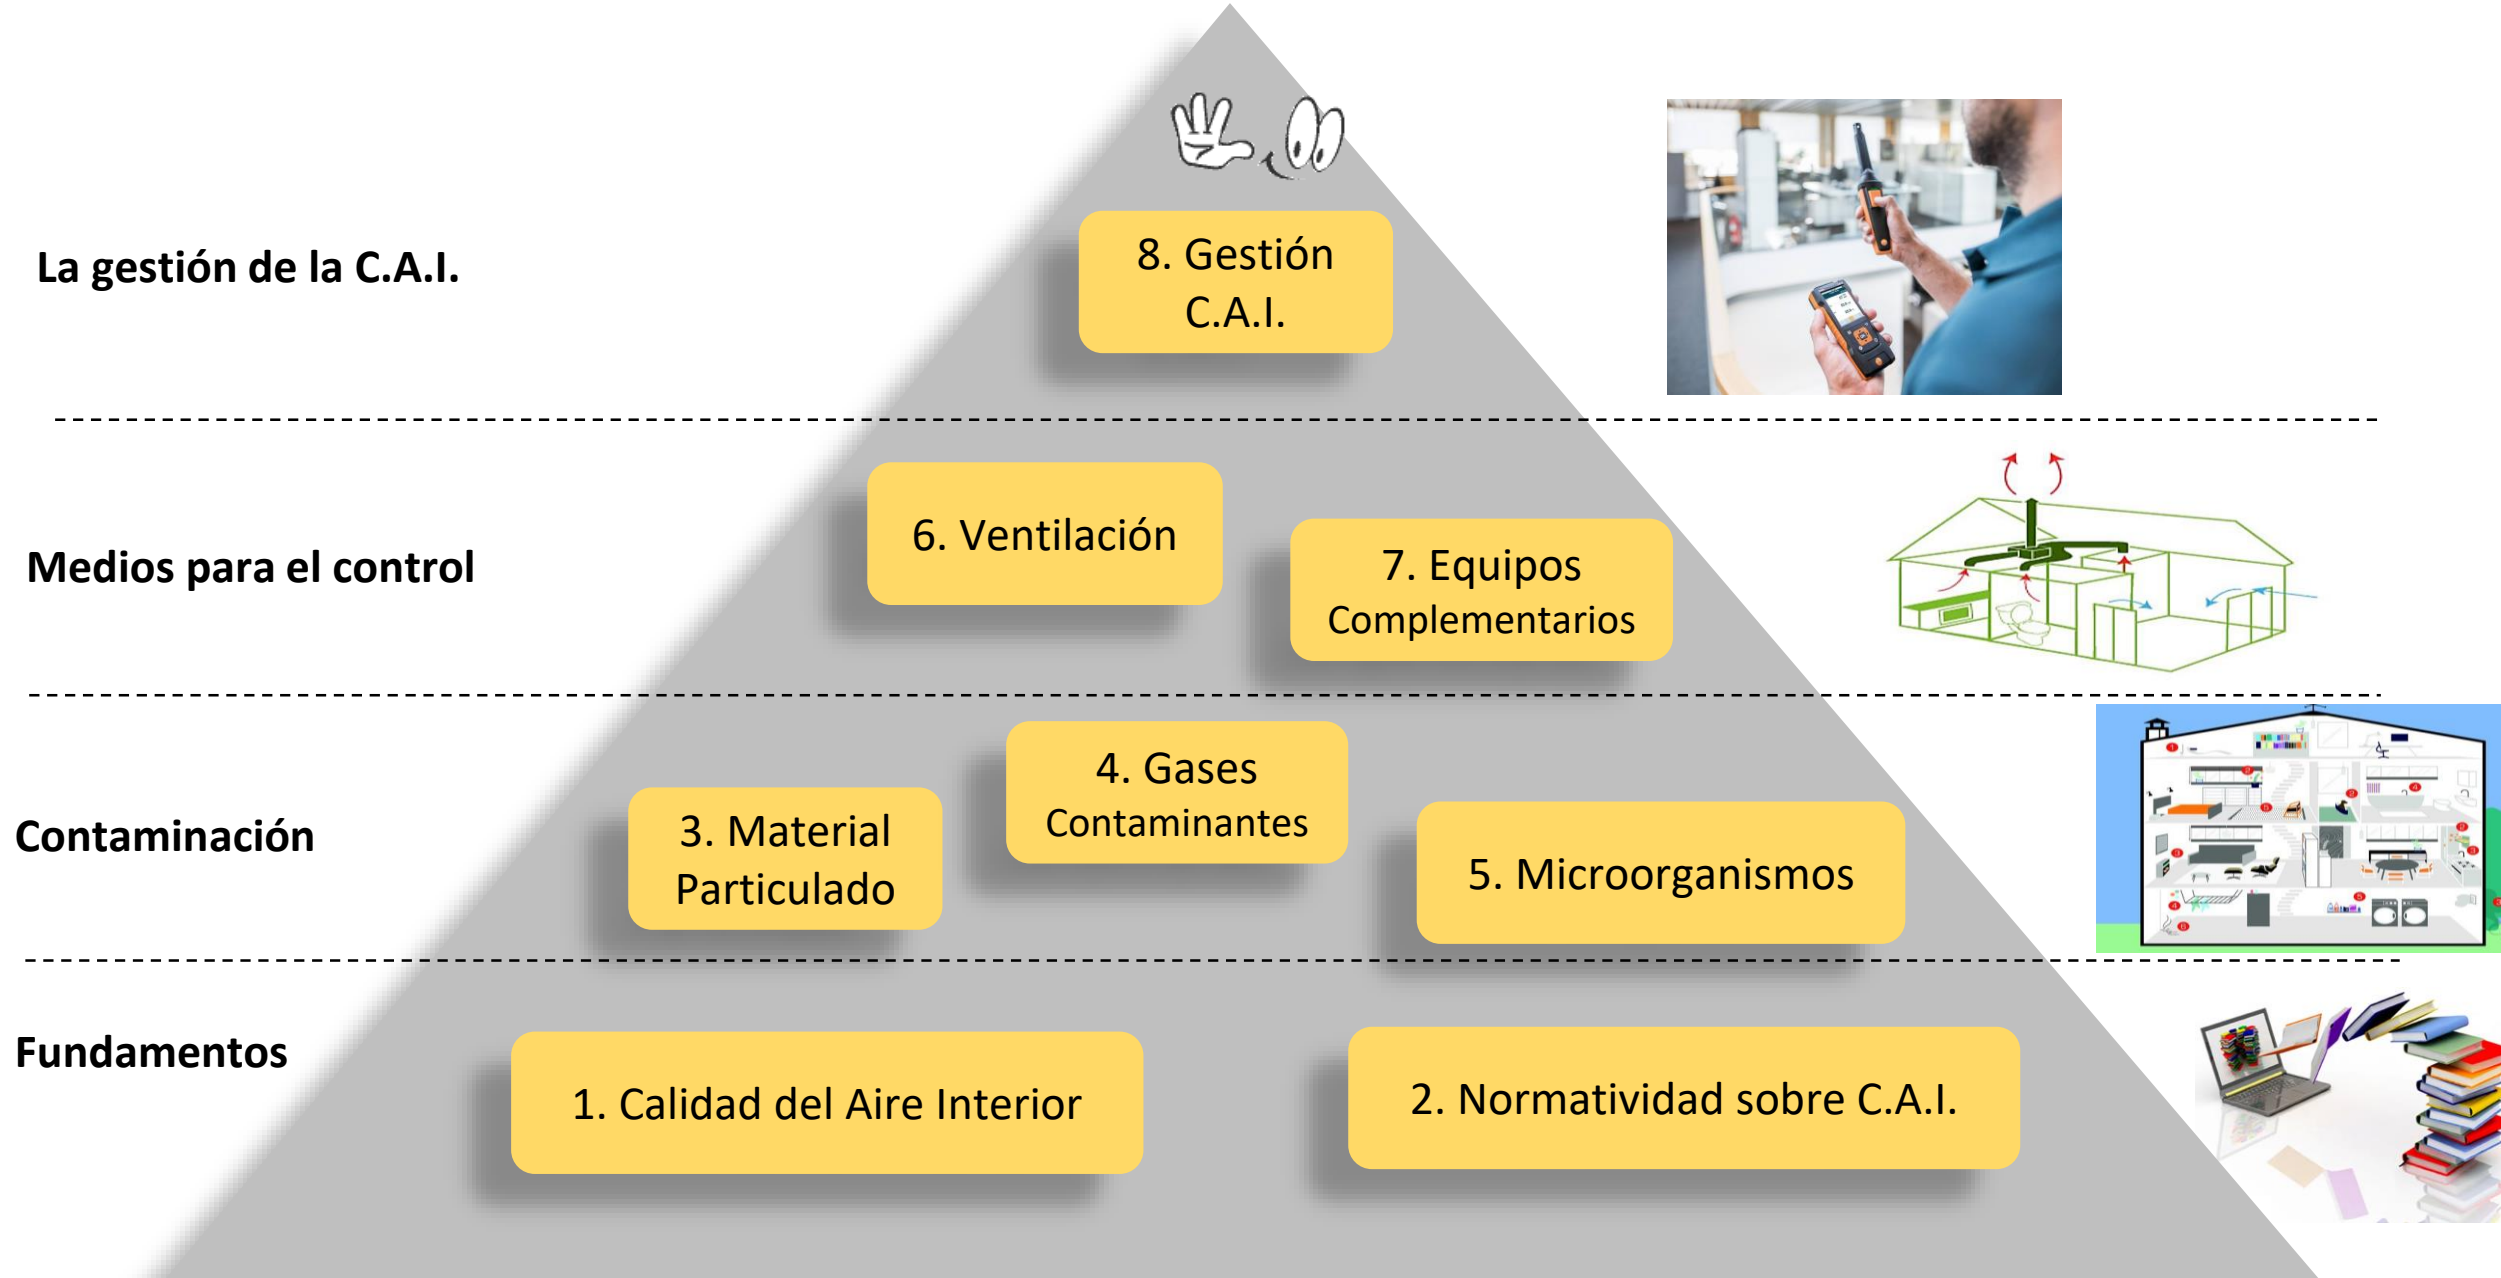 La gestión de la C.A.I.
8. Gestión
C.A.I.
Medios para el control
6. Ventilación
7. Equipos
Complementarios
Contaminación
3. Material
Particulado
4. Gases
Contaminantes
5. Microorganismos
Fundamentos
1. Calidad del Aire Interior
2. Normatividad sobre C.A.I.